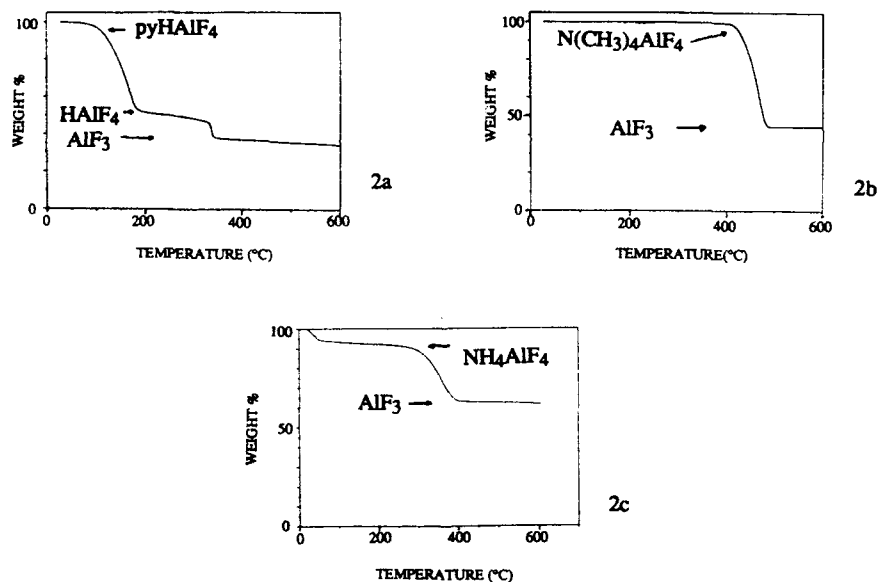 100
pyHAlF4
HAlF4
AlF3
WEIGHT %
0
0
200
400
600
TEMPERATURE (°C)
2a
100
N(CH3)4AlF4
50
AlF3
WEIGHT %
0
0
200
400
600
TEMPERATURE(°C)
2b
100
NH4AlF4
AlF3
50
WEIGHT %
0
0
200
400
600
TEMPERATURE (°C)
2c